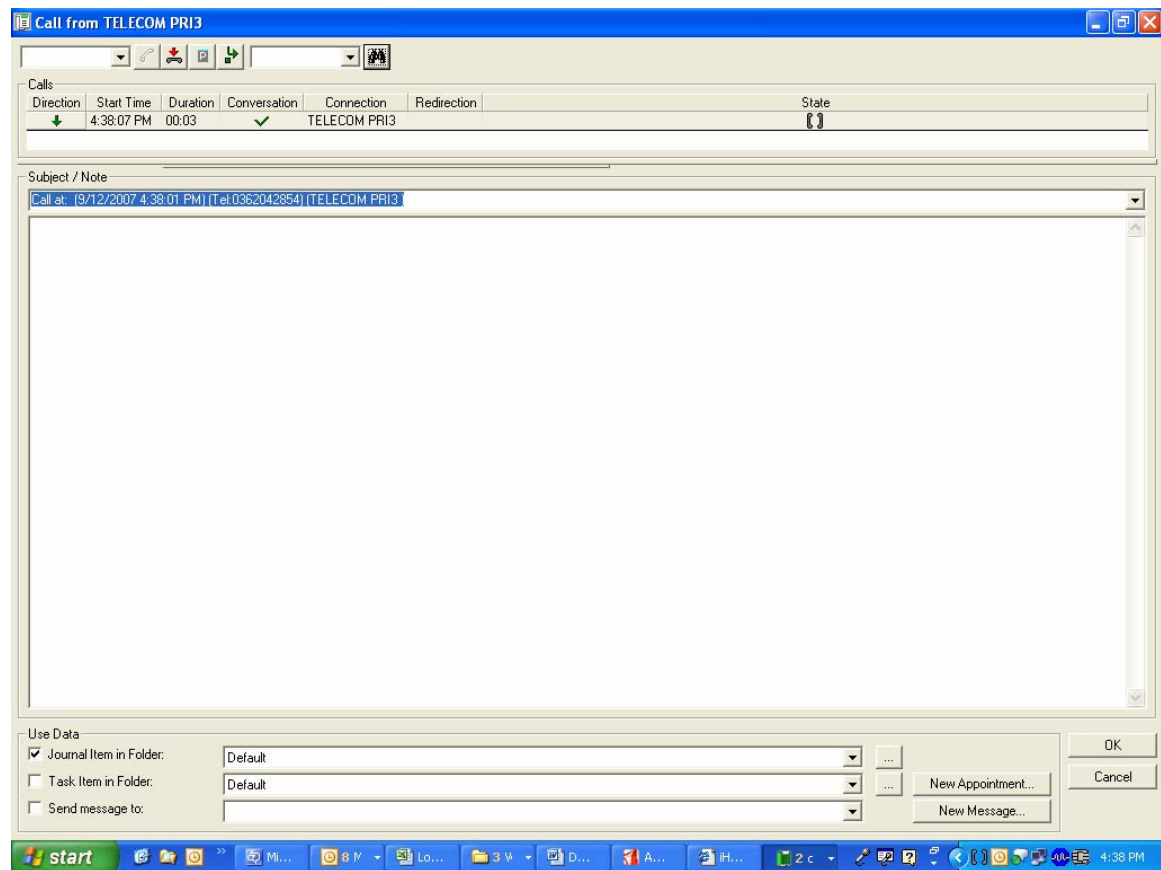 Call from TELECOM PRI3
Calls
Direction Start Time Duration Conversation Connection Redirection State
4:38:07 PM 00:03 TELECOM PRI3
Subject / Note
Call at: (9/12/2007 4:38:01 PM) (Tel:0362042854) (TELECOM PRI3 )
Use Data
Journal Item in Folder: Default ...
OK
Task Item in Folder: Default ... New Appointment... Cancel
Send message to: New Message...
start Mi... 8 M Lo... 3 W D... A... iH... 2 c 4:38 PM